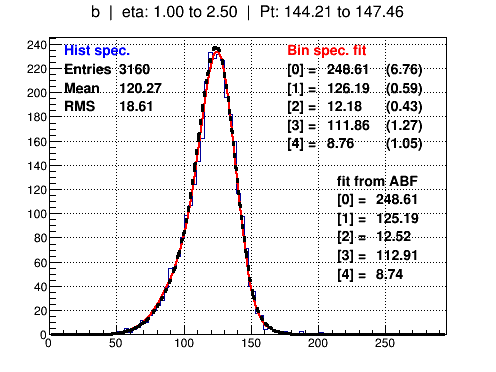 b | eta: 1.00 to 2.50 | Pt: 144.21 to 147.46
Hist spec.
Entries 3160
Mean 120.27
RMS 18.61
Bin spec. fit
[0] = 248.61 (6.76)
[1] = 126.19 (0.59)
[2] = 12.18 (0.43)
[3] = 111.86 (1.27)
[4] = 8.76 (1.05)
fit from ABF
[0] = 248.61
[1] = 125.19
[2] = 12.52
[3] = 112.91
[4] = 8.74
240
220
200
180
160
140
120
100
80
60
40
20
0
0 50 100 150 200 250